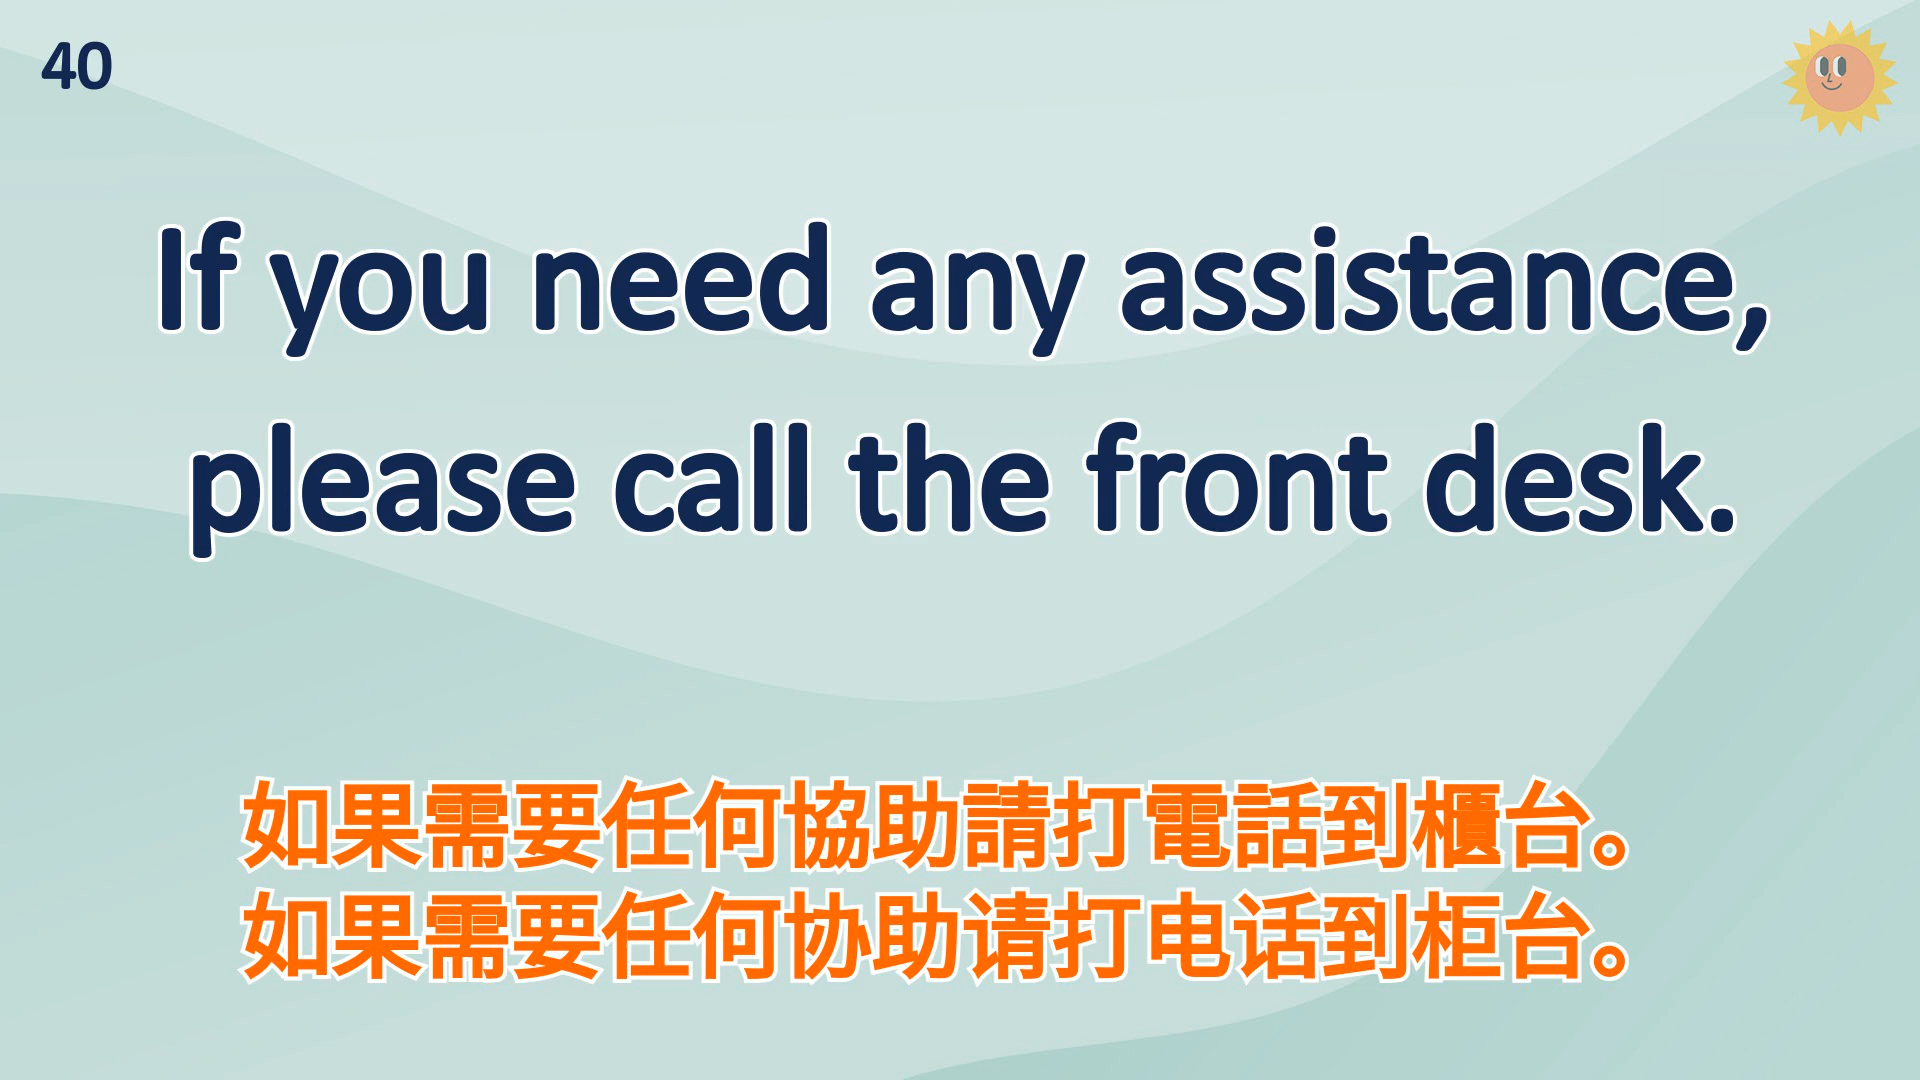 40
If you need any assistance,
please call the front desk.
如果需要任何協助請打電話到櫃台。
如果需要任何协助请打电话到柜台。